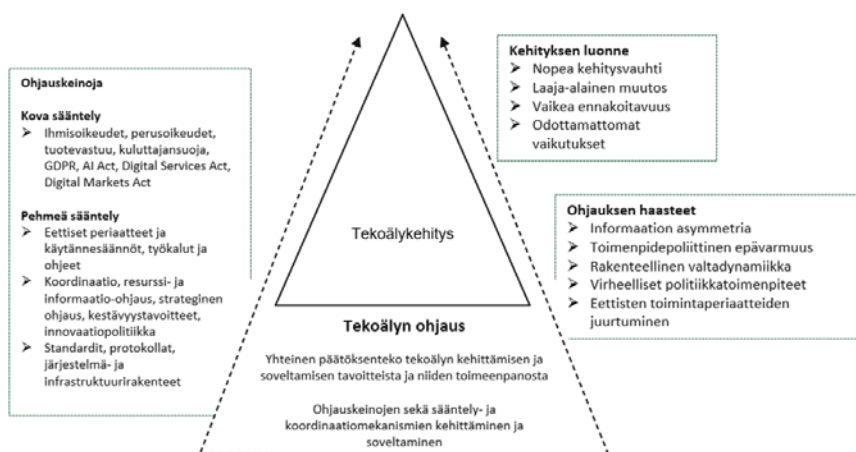 Ohjauskeinoja
Kova sääntely
➤ Ihmisoikeudet, perusoikeudet,
tuotevastuu, kuluttajansuoja,
GDPR, AI Act, Digital Services Act,
Digital Markets Act
Pehmeä sääntely
➤ Eettiset periaatteet ja
käytännesäännöt, työkalut ja
ohjeet
➤ Koordinaatio, resurssi- ja
informaatio-ohjaus, strateginen
ohjaus, kestävyystavoitteet,
innovaatiopolitiikka
➤ Standardit, protokollat,
järjestelmä- ja
infrastruktuurirakenteet
Tekoälykehitys
Tekoälyn ohjaus
Yhteinen päätöksenteko tekoälyn kehittämisen ja
soveltamisen tavoitteista ja niiden toimeenpanosta
Ohjauskeinojen sekä sääntely- ja
koordinaatiomekanismien kehittäminen ja
soveltaminen
Kehityksen luonne
➤ Nopea kehitysvauhti
➤ Laaja-alainen muutos
➤ Vaikea ennakoitavuus
➤ Odottamattomat
vaikutukset
Ohjauksen haasteet
➤ Informaation asymmetria
➤ Toimenpidepoliittinen epävarmuus
➤ Rakenteellinen valtadynamiikka
➤ Virheelliset politiikkatoimenpiteet
➤ Eettisten toimintaperiaatteiden
juurtuminen